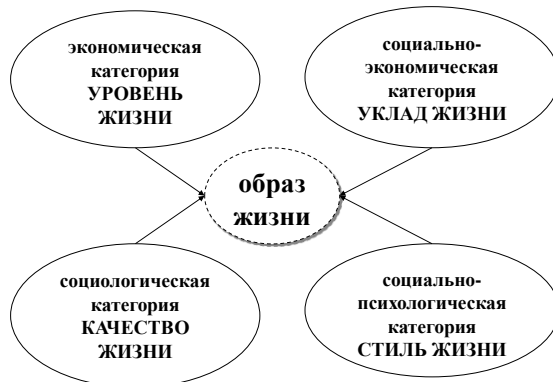 экономическая
категория
УРОВЕНЬ
ЖИЗНИ
социально-
экономическая
категория
УКЛАД ЖИЗНИ
образ
жизни
социологическая
категория
КАЧЕСТВО
ЖИЗНИ
социально-
психологическая
категория
СТИЛЬ ЖИЗНИ